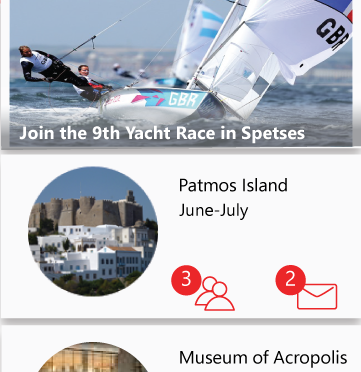 GBR
GBR
Join the 9th Yacht Race in Spetses
Patmos Island
June-July
3
2
Museum of Acropolis